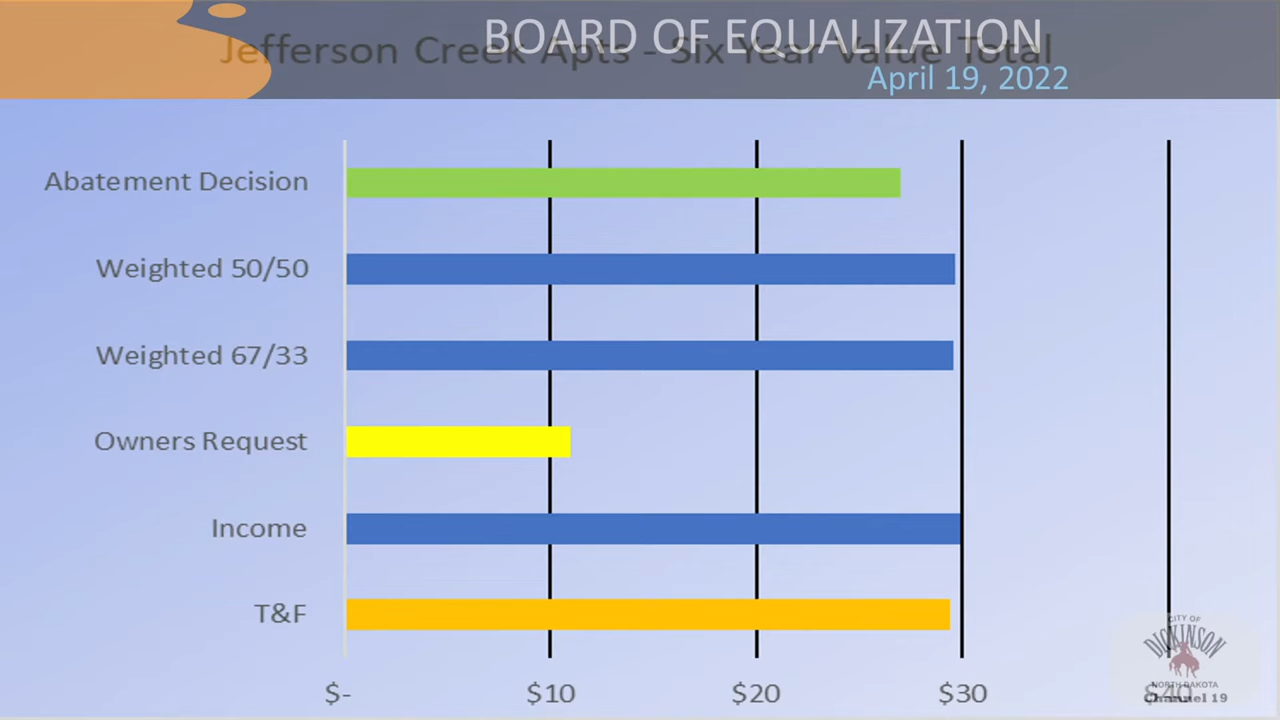 BOARD OF EQUALIZATION
Jefferson Creek Apts - Six Year Value Total
April 19, 2022
Abatement Decision
Weighted 50/50
Weighted 67/33
Owners Request
Income
T&F
$- $10 $20 $30 $40
CITY OF
DICKINSON
NORTH DAKOTA
Channel 19